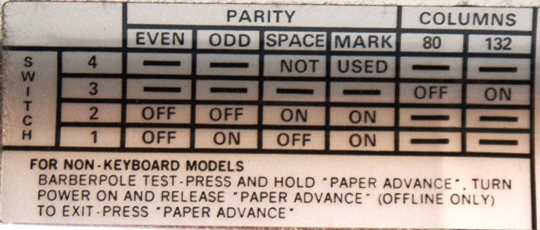 PARITY COLUMNS
EVEN ODD SPACE MARK 80 132
SWITCH
4 — — NOT USED — —
3 — — — — OFF ON
2 OFF OFF ON ON — —
1 OFF ON OFF ON — —
FOR NON-KEYBOARD MODELS
BARBERPOLE TEST-PRESS AND HOLD "PAPER ADVANCE", TURN
POWER ON AND RELEASE "PAPER ADVANCE" (OFFLINE ONLY)
TO EXIT-PRESS "PAPER ADVANCE"